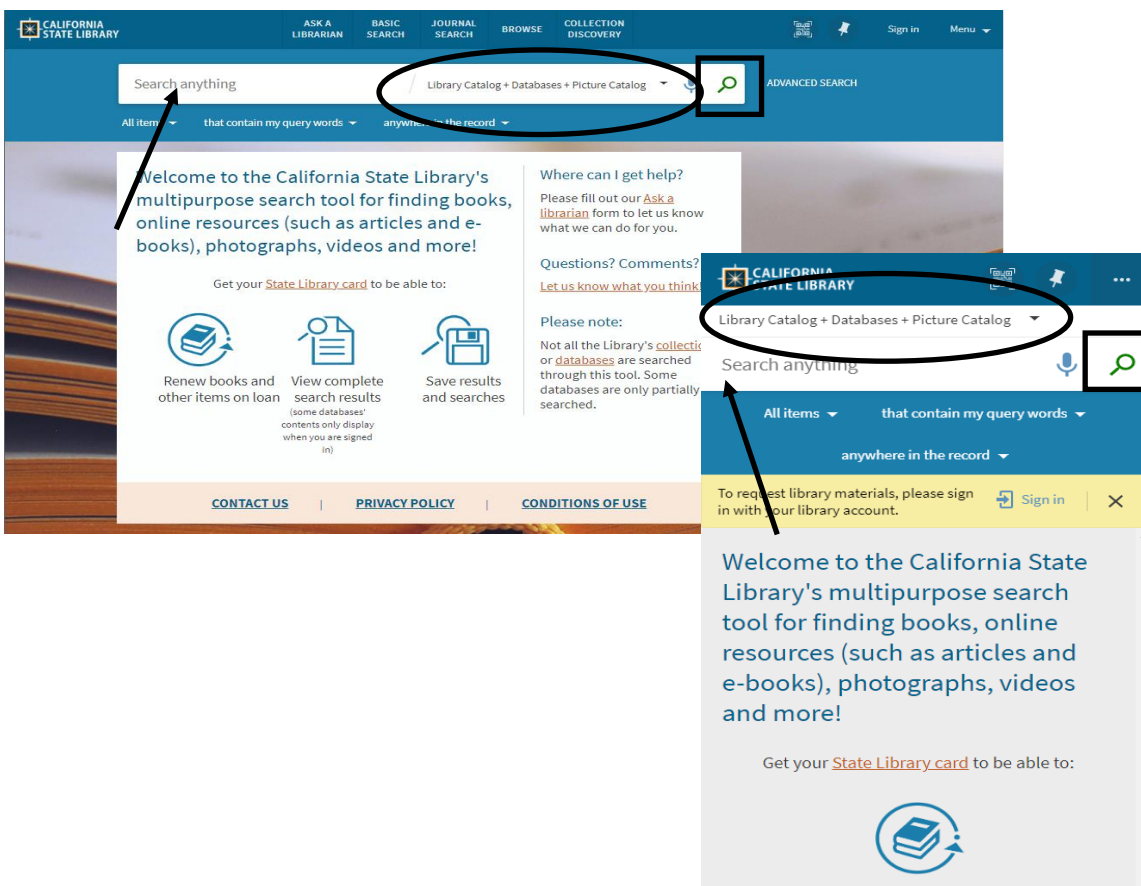 CALIFORNIA
STATE LIBRARY
ASK A
LIBRARIAN
BASIC
SEARCH
JOURNAL
SEARCH
BROWSE
COLLECTION
DISCOVERY
Sign in
Menu
Search anything
Library Catalog + Databases + Picture Catalog
ADVANCED SEARCH
All items
that contain my query words
anywhere in the record
Welcome to the California State Library's
multipurpose search tool for finding books,
online resources (such as articles and e-
books), photographs, videos and more!
Get your State Library card to be able to:
Renew books and
other items on loan
View complete
search results
(some databases'
contents only display
when you are signed
in)
Save results
and searches
Where can I get help?
Please fill out our Ask a
librarian form to let us know
what we can do for you.
Questions? Comments?
Let us know what you think!
Please note:
Not all the Library's collectio
or databases are searched
through this tool. Some
databases are only partially
searched.
CONTACT US | PRIVACY POLICY | CONDITIONS OF USE
CALIFORNIA
STATE LIBRARY
Library Catalog + Databases + Picture Catalog
Search anything
All items
that contain my query words
anywhere in the record
To request library materials, please sign
in with your library account.
Sign in
Welcome to the California State
Library's multipurpose search
tool for finding books, online
resources (such as articles and
e-books), photographs, videos
and more!
Get your State Library card to be able to: